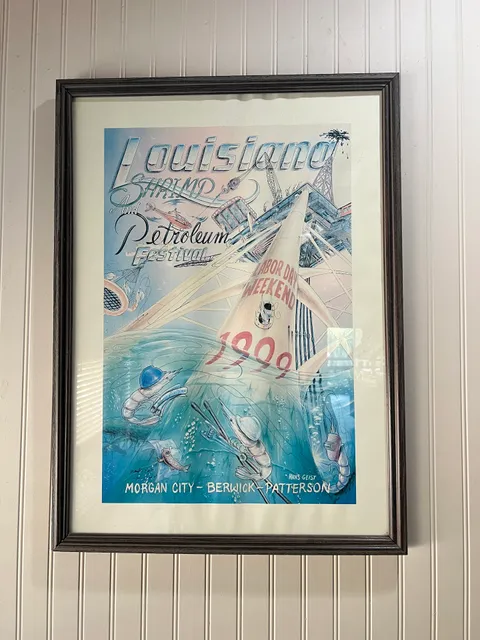 Louisiana
SHRIMP
Petroleum
FESTIVAL
LABOR DAY
WEEKEND
1999
MORGAN CITY - BERWICK - PATTERSON